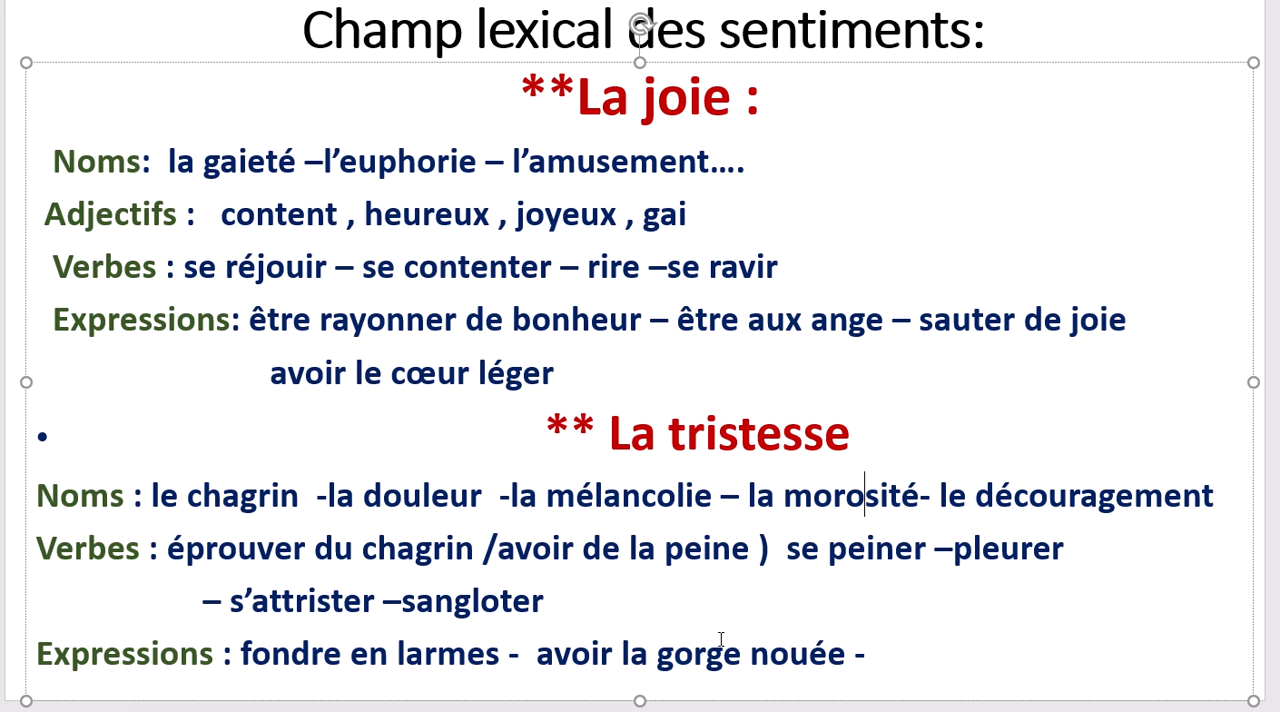 Champ lexical des sentiments:
**La joie :
Noms:  la gaieté –l’euphorie – l’amusement….
Adjectifs :   content , heureux , joyeux , gai
Verbes : se réjouir – se contenter – rire –se ravir
Expressions: être rayonner de bonheur – être aux ange – sauter de joie
avoir le cœur léger
• ** La tristesse
Noms : le chagrin  -la douleur  -la mélancolie – la morosité- le découragement
Verbes : éprouver du chagrin /avoir de la peine )  se peiner –pleurer
– s’attrister –sangloter
Expressions : fondre en larmes -  avoir la gorge nouée -